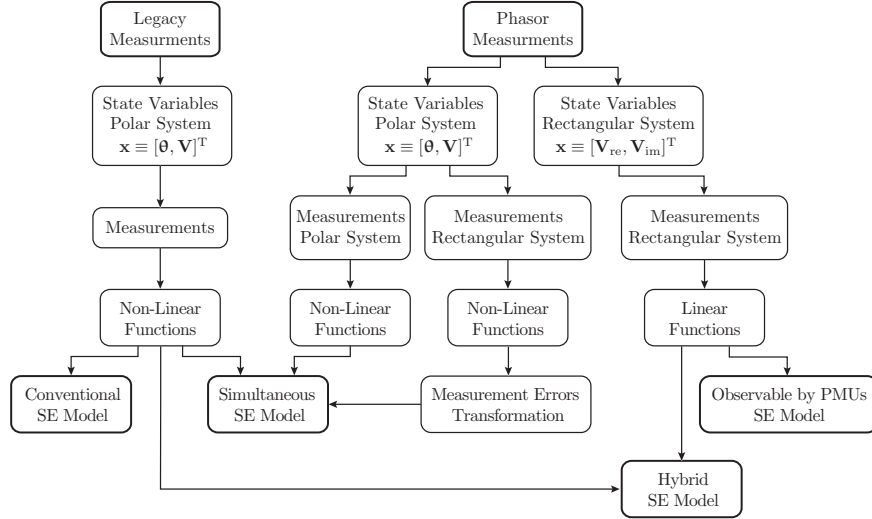 Legacy
Measurments
Phasor
Measurments
State Variables
Polar System
x ≡ [θ, V]ᵀ
State Variables
Polar System
x ≡ [θ, V]ᵀ
State Variables
Rectangular System
x ≡ [V_re, V_im]ᵀ
Measurements
Measurements
Polar System
Measurements
Rectangular System
Measurements
Rectangular System
Non-Linear
Functions
Non-Linear
Functions
Non-Linear
Functions
Linear
Functions
Conventional
SE Model
Simultaneous
SE Model
Measurement Errors
Transformation
Observable by PMUs
SE Model
Hybrid
SE Model